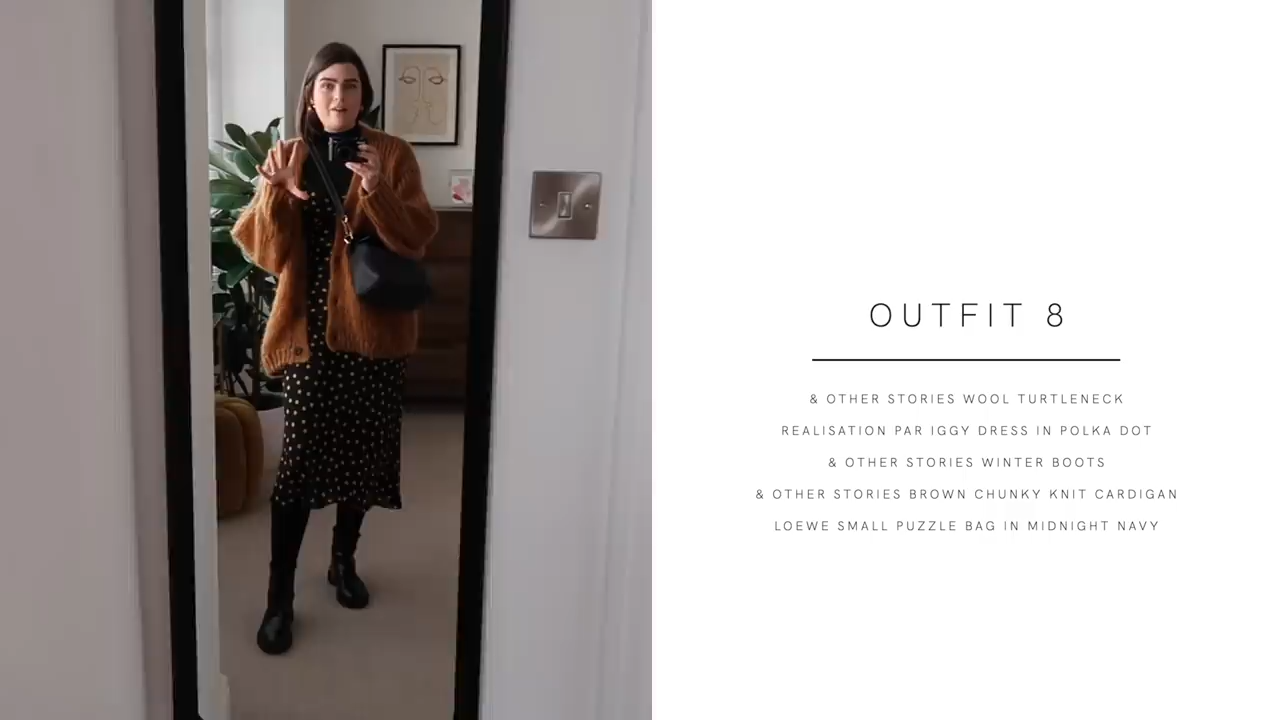 OUTFIT 8
& OTHER STORIES WOOL TURTLENECK
REALISATION PAR IGGY DRESS IN POLKA DOT
& OTHER STORIES WINTER BOOTS
& OTHER STORIES BROWN CHUNKY KNIT CARDIGAN
LOEWE SMALL PUZZLE BAG IN MIDNIGHT NAVY